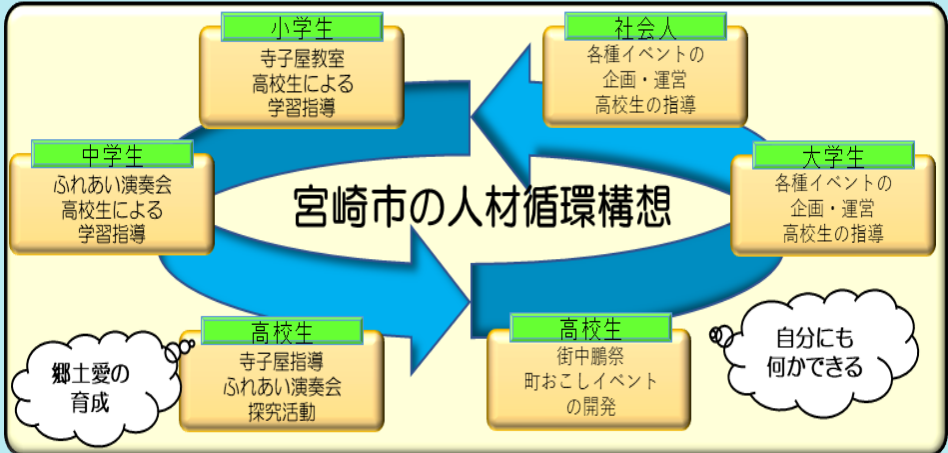 小学生
寺子屋教室
高校生による
学習指導
社会人
各種イベントの
企画・運営
高校生の指導
中学生
ふれあい演奏会
高校生による
学習指導
宮崎市の人材循環構想
大学生
各種イベントの
企画・運営
高校生の指導
郷土愛の
育成
高校生
寺子屋指導
ふれあい演奏会
探究活動
高校生
街中鵬祭
町おこしイベント
の開発
自分にも
何かできる